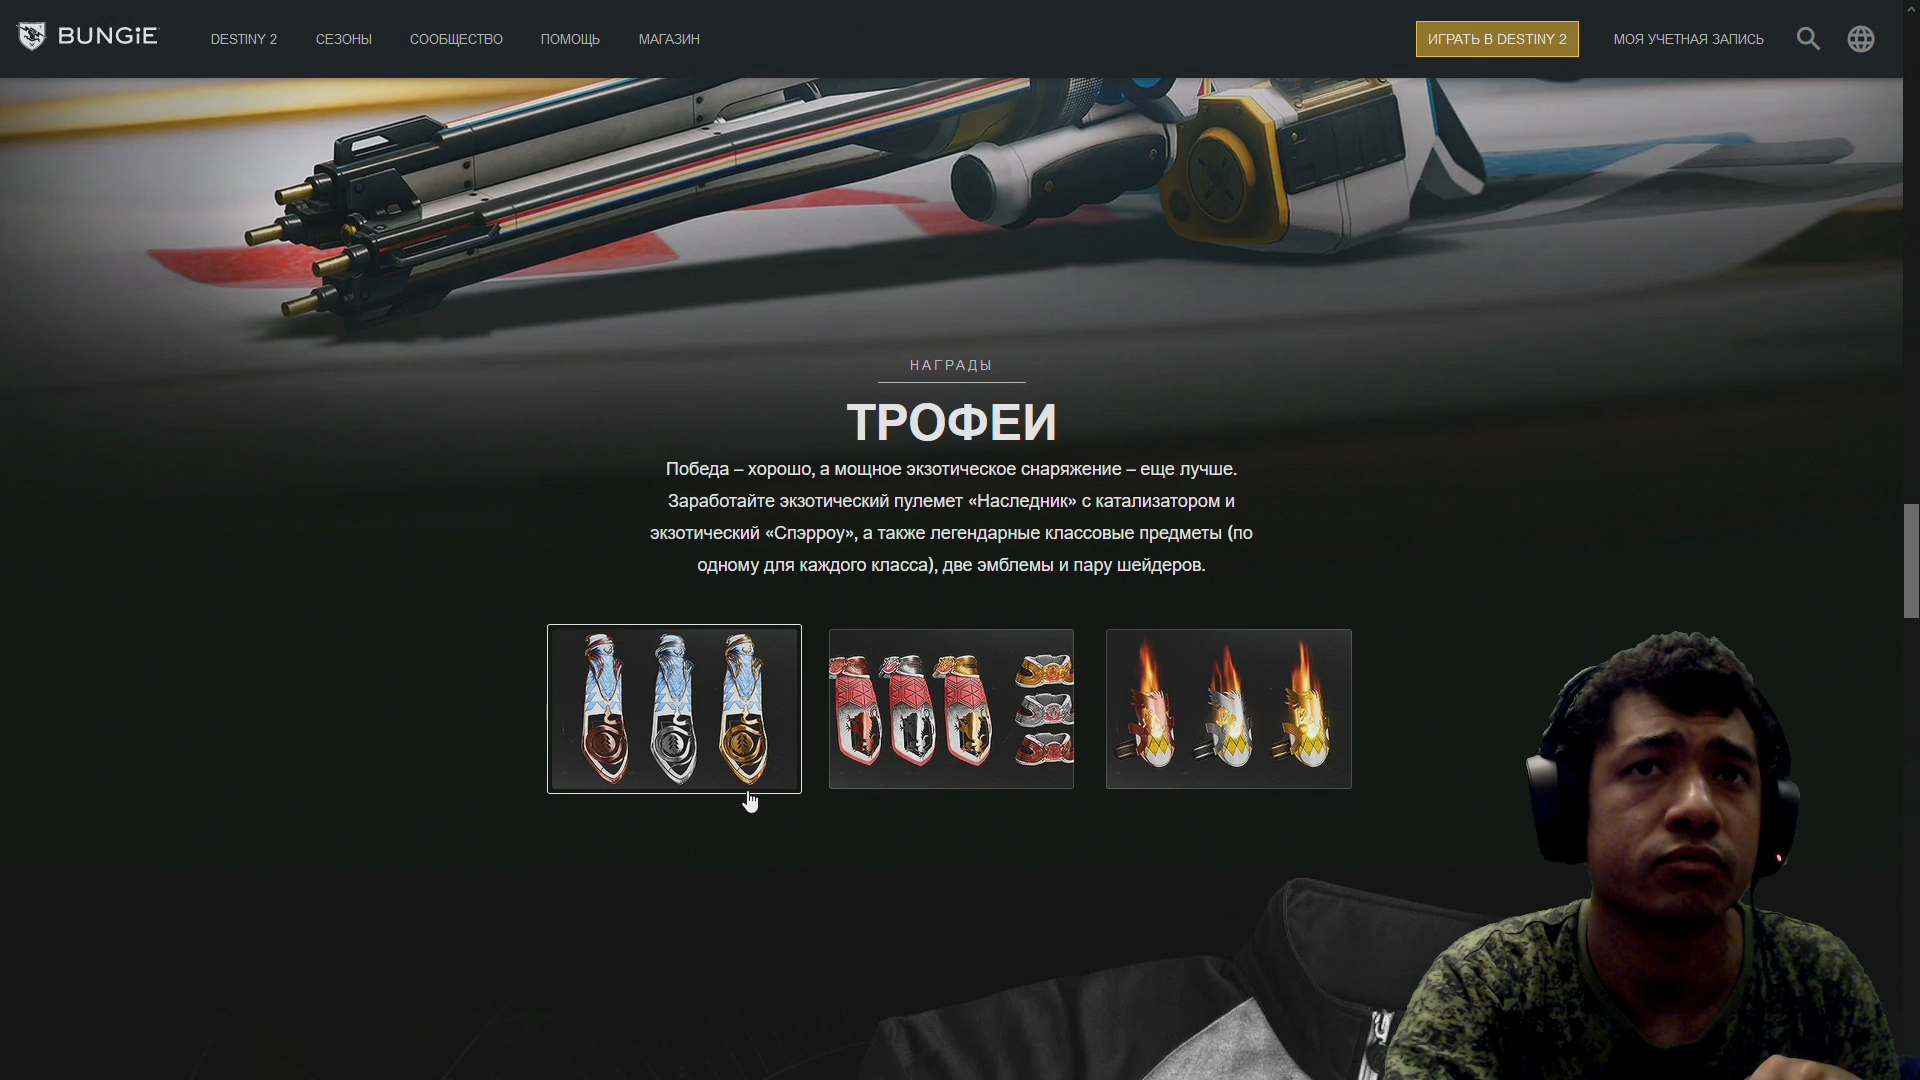 BUNGiE
DESTINY 2
СЕЗОНЫ
СООБЩЕСТВО
ПОМОЩЬ
МАГАЗИН
ИГРАТЬ В DESTINY 2
МОЯ УЧЕТНАЯ ЗАПИСЬ
НАГРАДЫ
ТРОФЕИ
Победа – хорошо, а мощное экзотическое снаряжение – еще лучше.
Заработайте экзотический пулемет «Наследник» с катализатором и
экзотический «Спэрроу», а также легендарные классовые предметы (по
одному для каждого класса), две эмблемы и пару шейдеров.